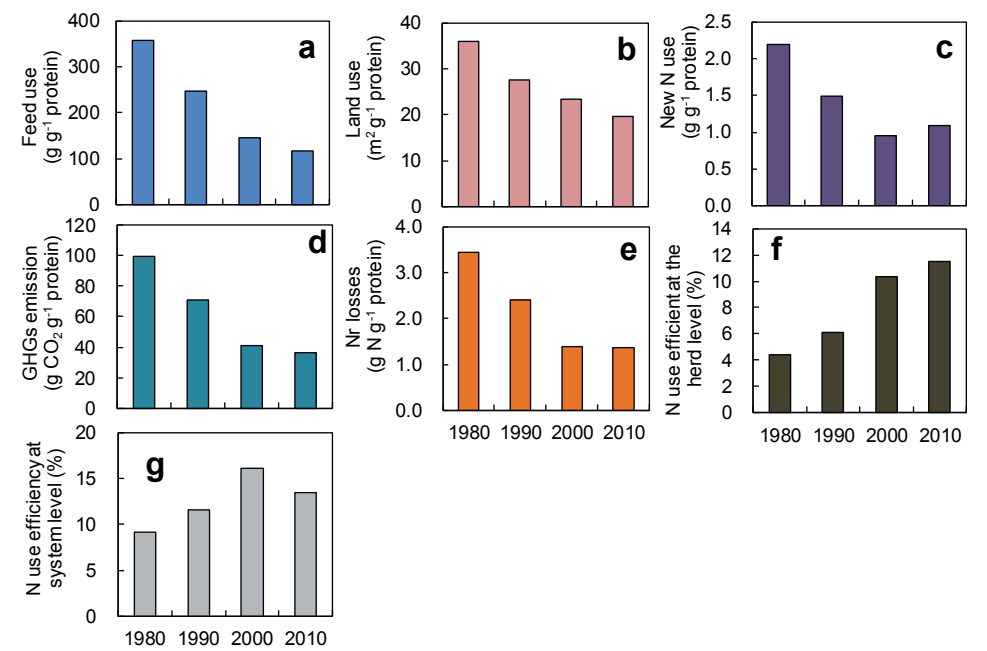 a
Feed use
(g g⁻¹ protein)
400
300
200
100
0
b
Land use
(m² g⁻¹ protein)
40
30
20
10
0
c
New N use
(g g⁻¹ protein)
2.5
2.0
1.5
1.0
0.5
0.0
d
GHGs emission
(g CO₂ g⁻¹ protein)
120
100
80
60
40
20
0
e
Nr losses
(g N g⁻¹ protein)
4.0
3.0
2.0
1.0
0.0
1980 1990 2000 2010
f
N use efficient at the
herd level (%)
14
12
10
8
6
4
2
0
1980 1990 2000 2010
g
N use efficiency at
system level (%)
20
15
10
5
0
1980 1990 2000 2010